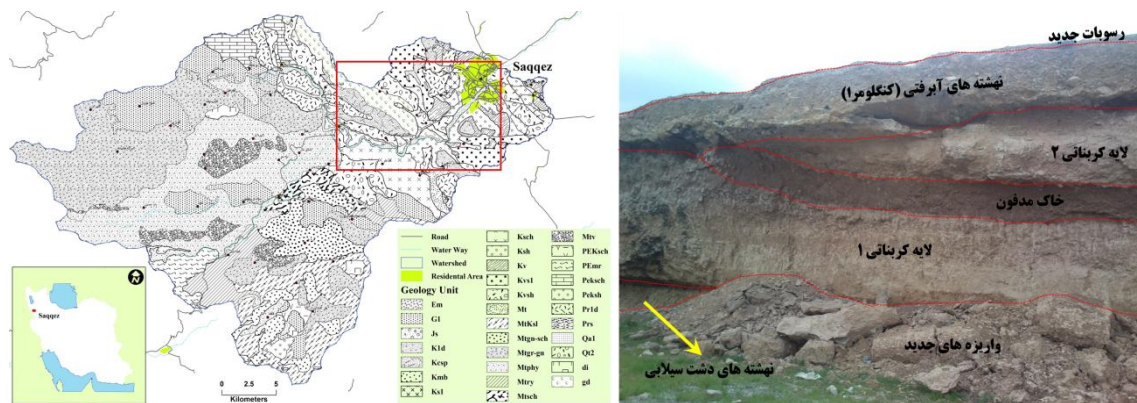 Saqqez
Road
Water Way
Watershed
Residental Area
Geology Unit
Em
G1
Js
K1d
Kcsp
Kmb
Ks1
Ksch
Ksh
Kv
Kvs1
Kvsh
Mt
MtKsl
Mtgn-sch
Mtgr-gn
Mtphy
Mtry
Mtsch
Mtv
PEKsch
PEmr
Peksch
Peksh
Pr1d
Prs
Qa1
Qt2
di
gd
N
Saqqez
0 2.5 5
Kilometers
رسوبات جدید
نهشته های آبرفتی (کنگلومرا)
لایه کربناتی ۲
خاک مدفون
لایه کربناتی ۱
واریزه های جدید
نهشته های دشت سیلابی